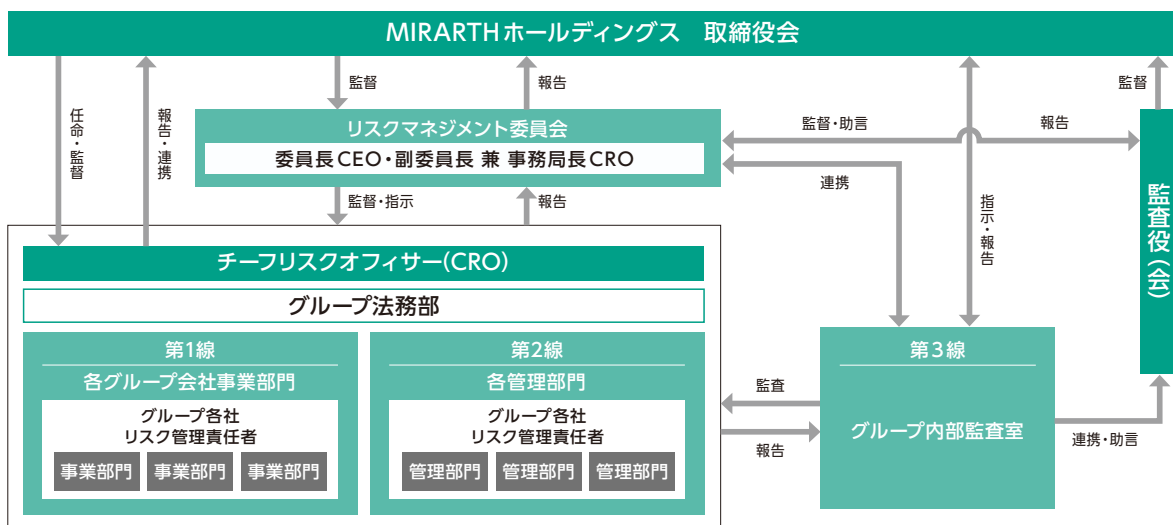 MIRARTHホールディングス 取締役会
監督
報告
監督
任命・監督
報告・連携
リスクマネジメント委員会
委員長CEO・副委員長 兼 事務局長CRO
監督・助言
報告
連携
監督・指示
報告
指示・報告
監査役(会)
チーフリスクオフィサー(CRO)
グループ法務部
第1線
各グループ会社事業部門
グループ各社
リスク管理責任者
事業部門
事業部門
事業部門
第2線
各管理部門
グループ各社
リスク管理責任者
管理部門
管理部門
管理部門
監査
報告
第3線
グループ内部監査室
連携・助言